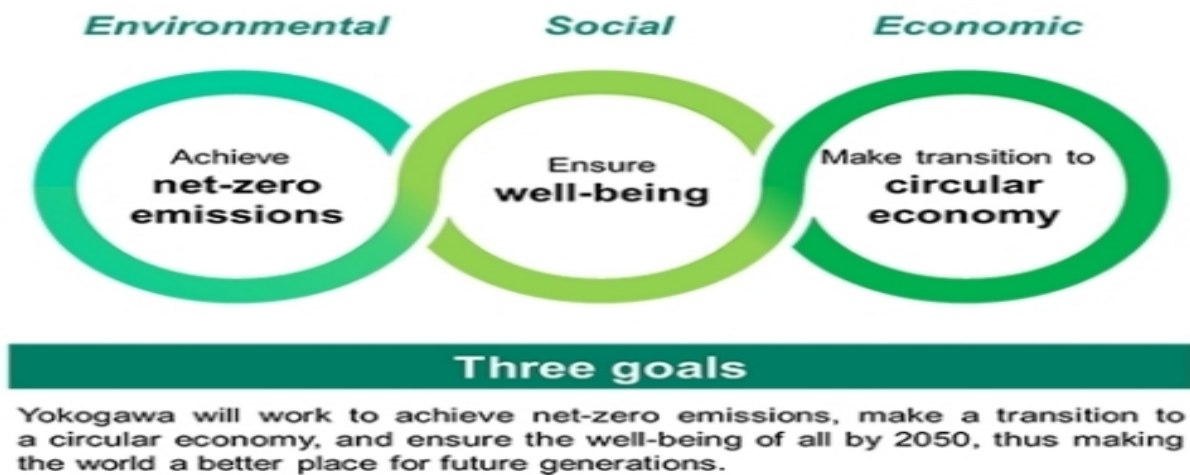 Environmental Social Economic
Achieve
net-zero
emissions
Ensure
well-being
Make transition to
circular
economy
Three goals
Yokogawa will work to achieve net-zero emissions, make a transition to
a circular economy, and ensure the well-being of all by 2050, thus making
the world a better place for future generations.